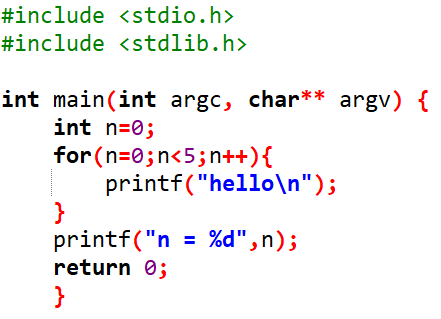 #include <stdio.h>
#include <stdlib.h>

int main(int argc, char** argv) {
    int n=0;
    for(n=0;n<5;n++){
        printf("hello\n");
    }
    printf("n = %d",n);
    return 0;
    }